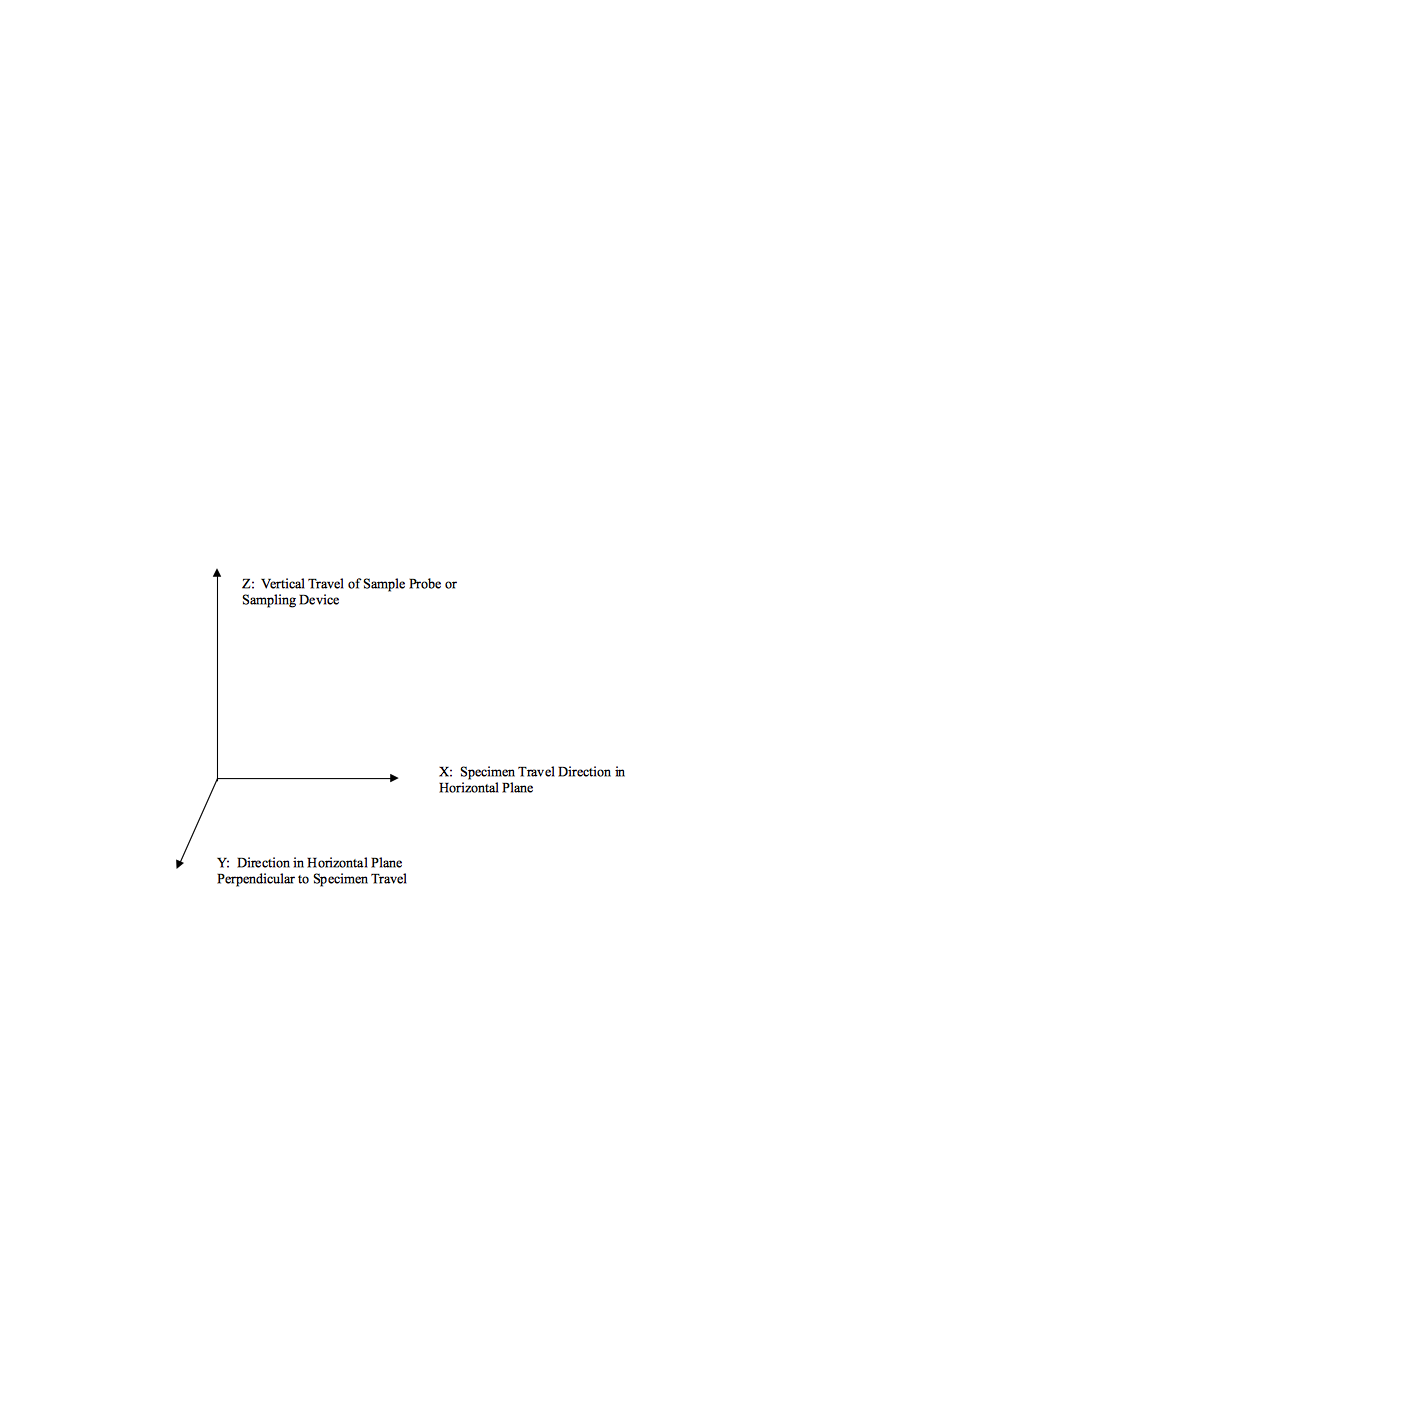 Z: Vertical Travel of Sample Probe or
Sampling Device
X: Specimen Travel Direction in
Horizontal Plane
Y: Direction in Horizontal Plane
Perpendicular to Specimen Travel